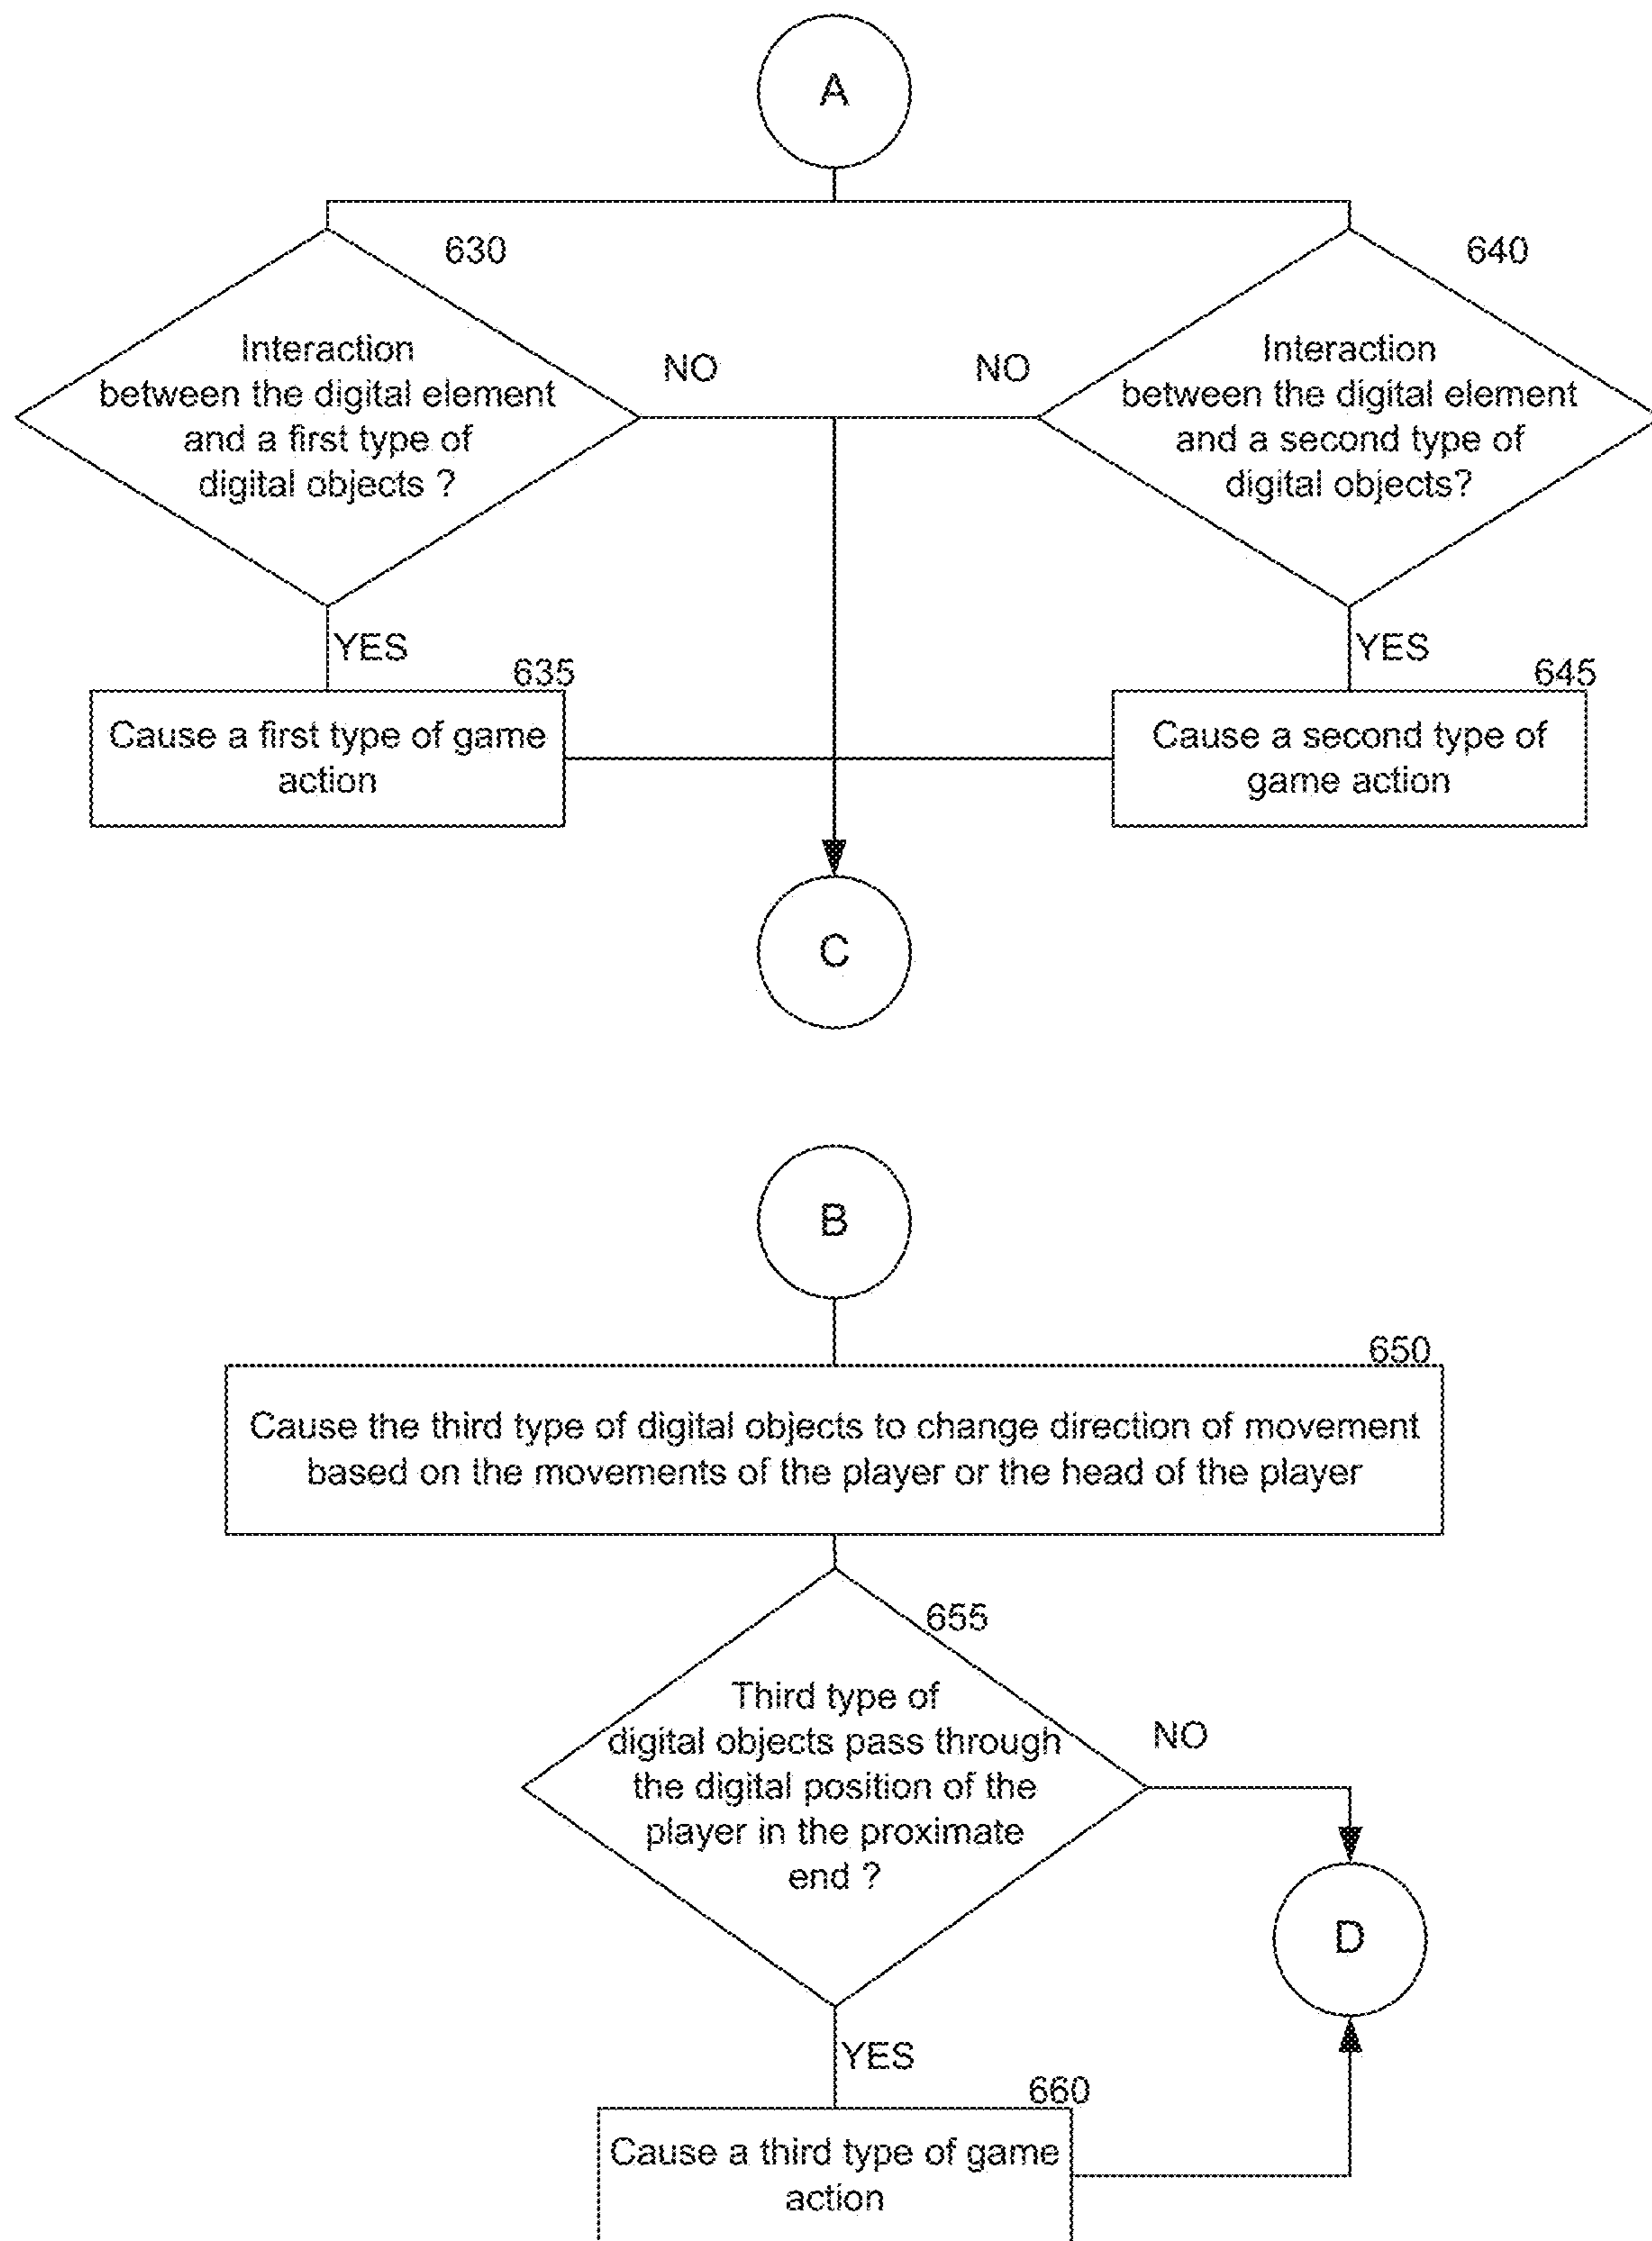 A
630
640
Interaction
between the digital element
and a first type of
digital objects ?
NO
NO
Interaction
between the digital element
and a second type of
digital objects?
YES
YES
635
645
Cause a first type of game
action
Cause a second type of
game action
C
B
650
Cause the third type of digital objects to change direction of movement
based on the movements of the player or the head of the player
655
Third type of
digital objects pass through
the digital position of the
player in the proximate
end ?
NO
D
YES
660
Cause a third type of game
action